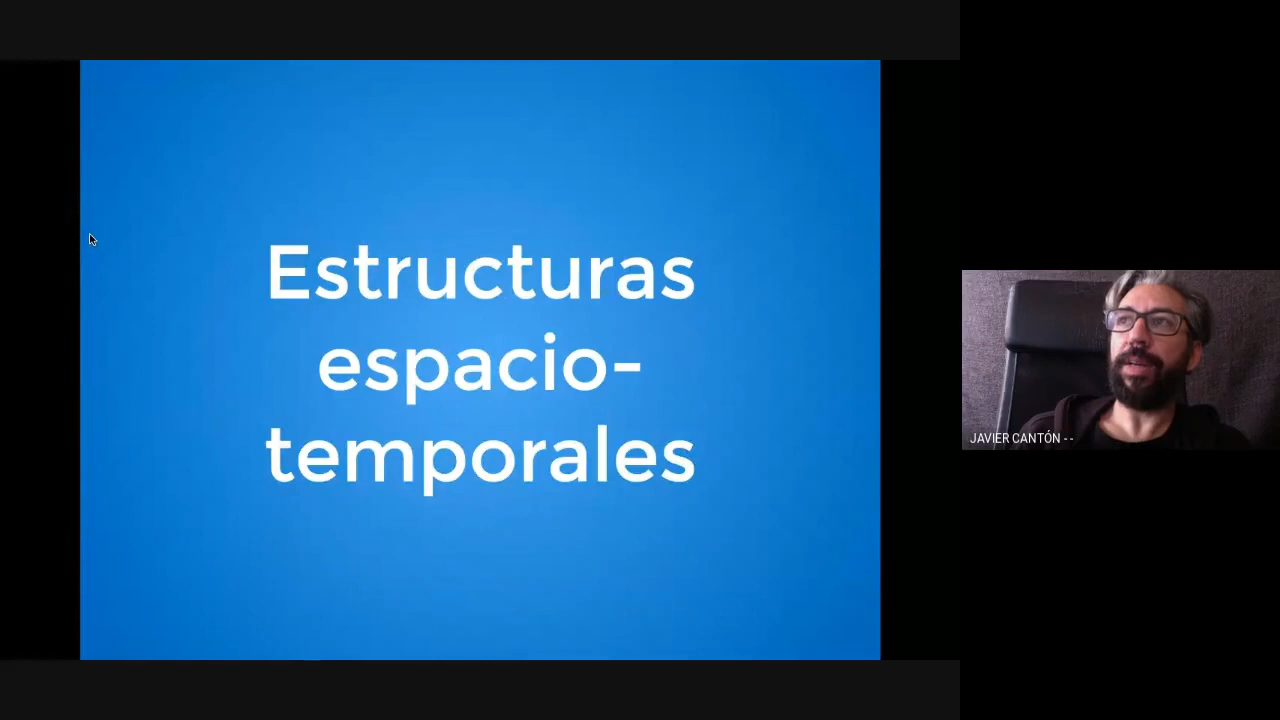 Estructuras
espacio-
temporales
JAVIER CANTÓN - -